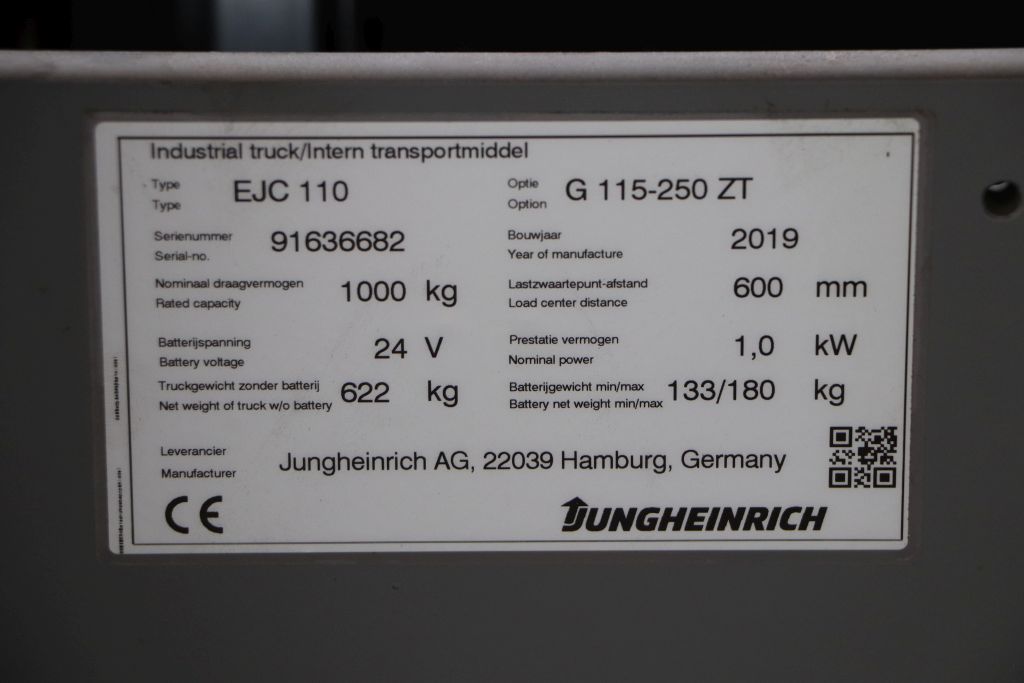 Industrial truck/Intern transportmiddel
Type
Type
EJC 110
Optie
Option
G 115-250 ZT
Serienummer
Serial-no.
91636682
Bouwjaar
Year of manufacture
2019
Nominaal draagvermogen
Rated capacity
1000 kg
Lastzwaartepunt-afstand
Load center distance
600 mm
Batterijspanning
Battery voltage
24 V
Prestatie vermogen
Nominal power
1,0 kW
Truckgewicht zonder batterij
Net weight of truck w/o battery
622 kg
Batterijgewicht min/max
Battery net weight min/max
133/180 kg
Leverancier
Manufacturer
Jungheinrich AG, 22039 Hamburg, Germany
CE
JUNGHEINRICH